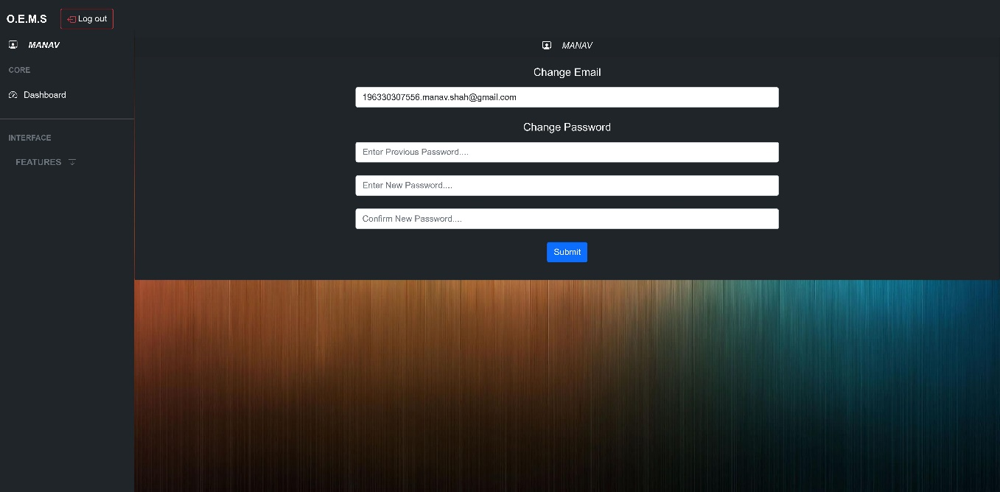 O.E.M.S Log out
MANAV
CORE
Dashboard
INTERFACE
FEATURES
MANAV
Change Email
196330307556.manav.shah@gmail.com
Change Password
Enter Previous Password....
Enter New Password....
Confirm New Password....
Submit